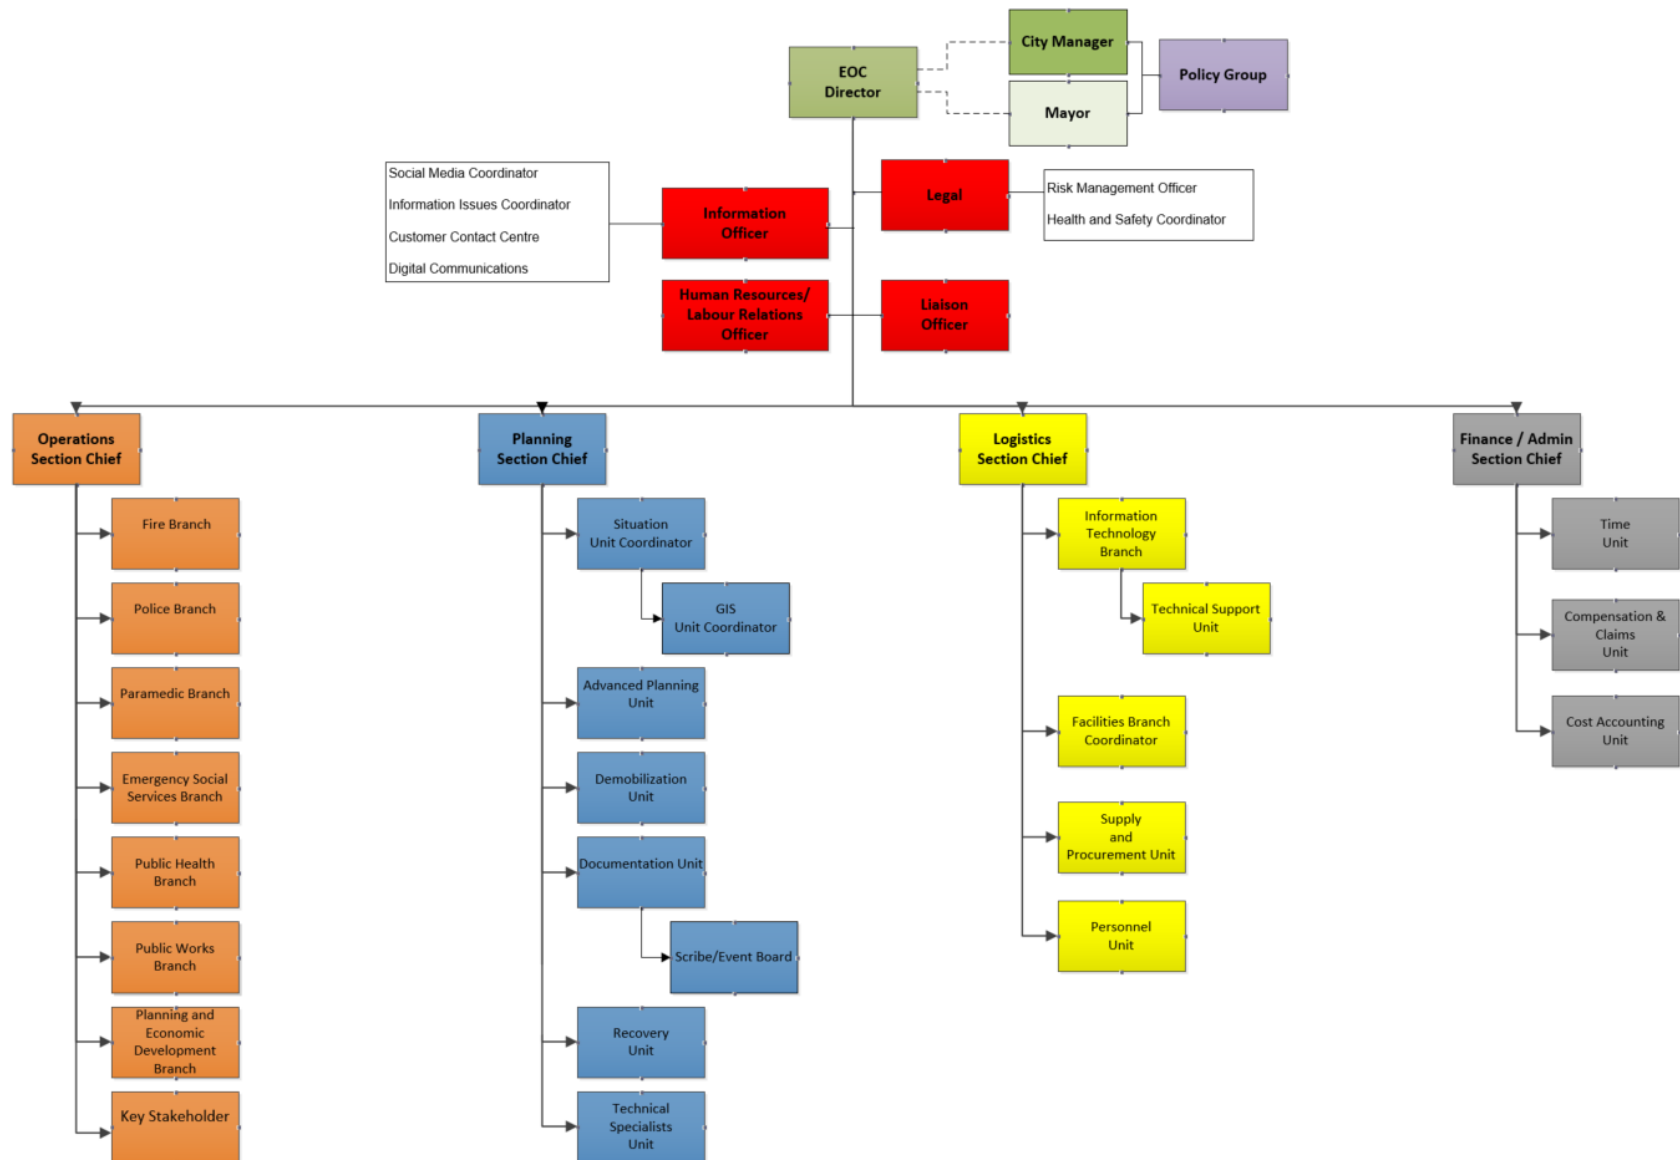 City Manager
EOC
Director
Policy Group
Mayor
Social Media Coordinator
Information Issues Coordinator
Customer Contact Centre
Digital Communications
Information
Officer
Legal
Risk Management Officer
Health and Safety Coordinator
Human Resources/
Labour Relations
Officer
Liaison
Officer
Operations
Section Chief
Fire Branch
Police Branch
Paramedic Branch
Emergency Social
Services Branch
Public Health
Branch
Public Works
Branch
Planning and
Economic
Development
Branch
Key Stakeholder
Planning
Section Chief
Situation
Unit Coordinator
GIS
Unit Coordinator
Advanced Planning
Unit
Demobilization
Unit
Documentation Unit
Scribe/Event Board
Recovery
Unit
Technical
Specialists
Unit
Logistics
Section Chief
Information
Technology
Branch
Technical Support
Unit
Facilities Branch
Coordinator
Supply
and
Procurement Unit
Personnel
Unit
Finance / Admin
Section Chief
Time
Unit
Compensation &
Claims
Unit
Cost Accounting
Unit